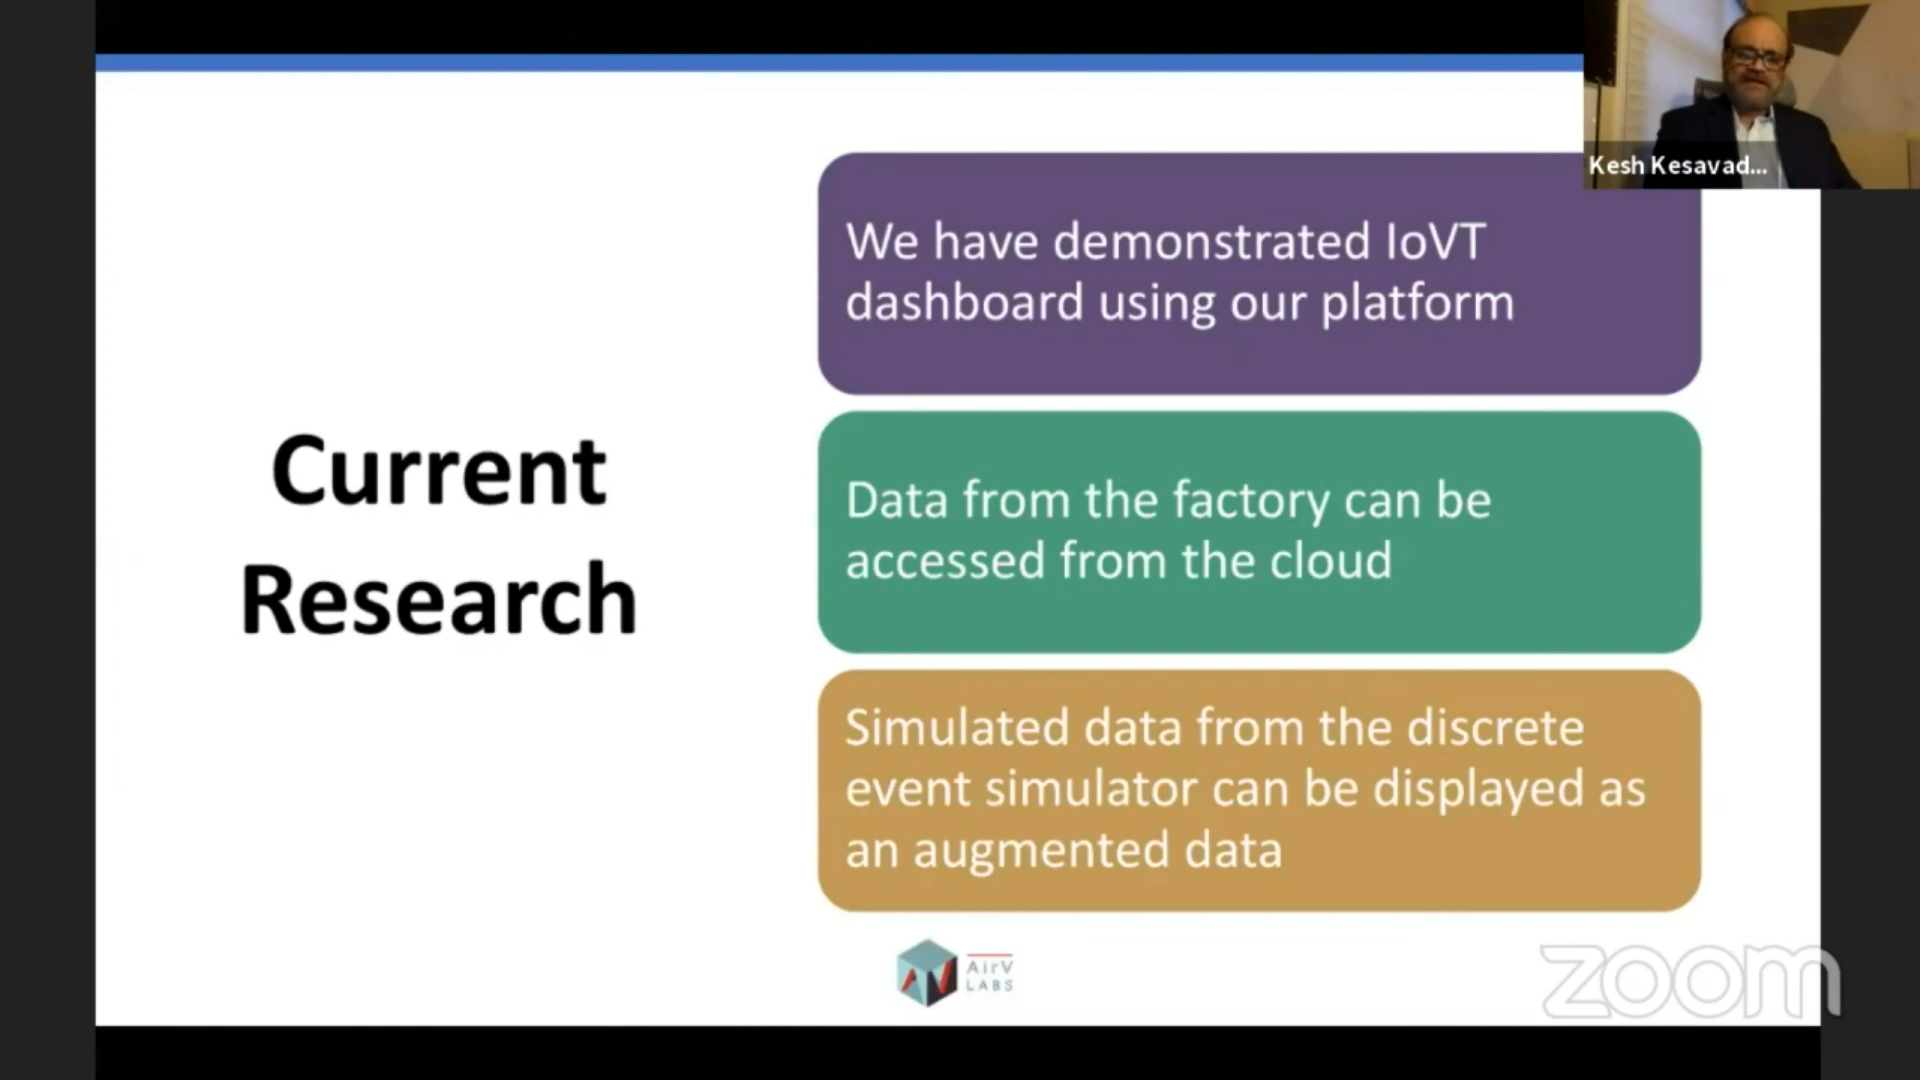 Kesh Kesavad...
We have demonstrated IoVT
dashboard using our platform
Current
Research
Data from the factory can be
accessed from the cloud
Simulated data from the discrete
event simulator can be displayed as
an augmented data
AirV
LABS
zoom